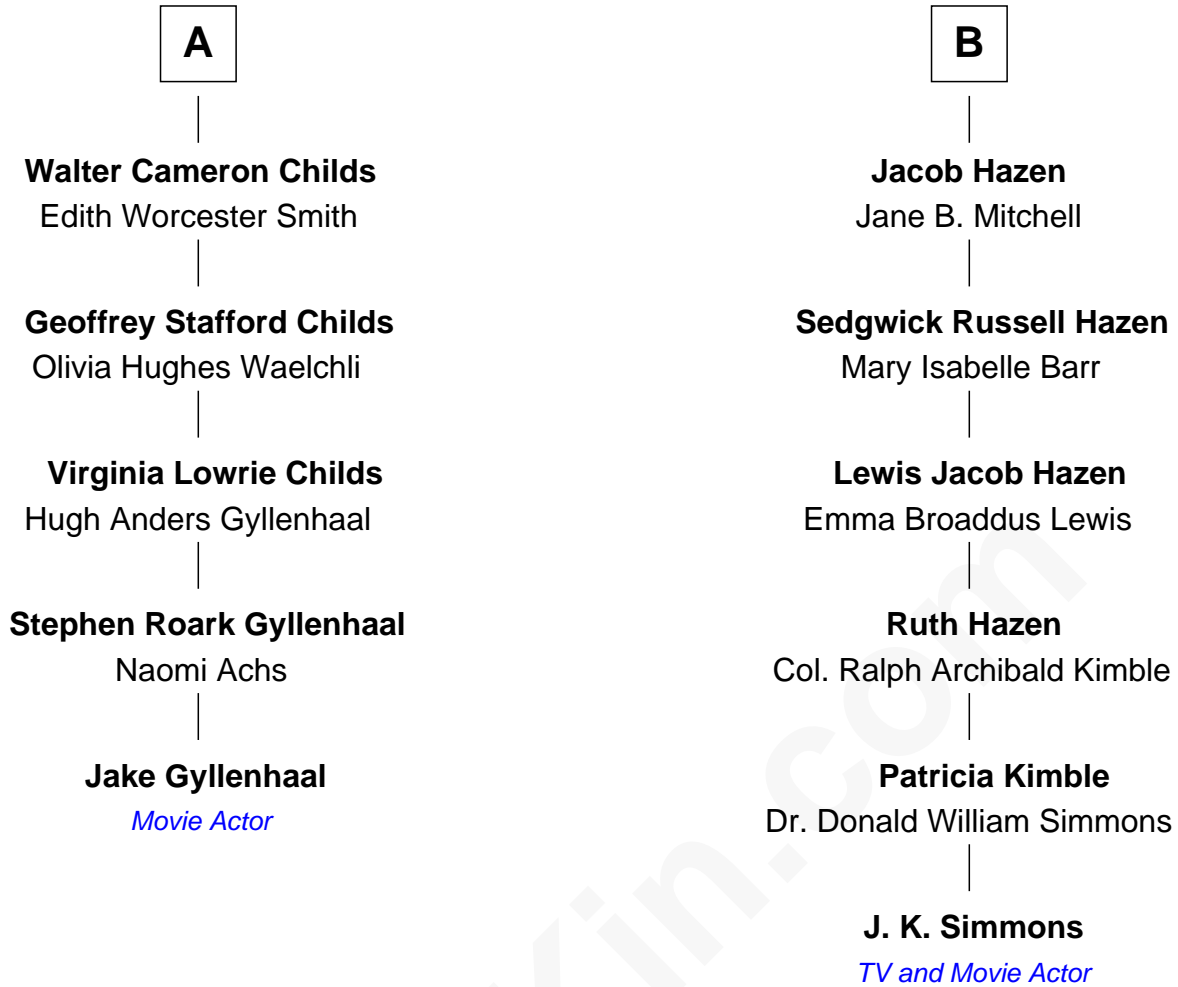 A
Walter Cameron Childs
Edith Worcester Smith
Geoffrey Stafford Childs
Olivia Hughes Waelchli
Virginia Lowrie Childs
Hugh Anders Gyllenhaal
Stephen Roark Gyllenhaal
Naomi Achs
Jake Gyllenhaal
Movie Actor
B
Jacob Hazen
Jane B. Mitchell
Sedgwick Russell Hazen
Mary Isabelle Barr
Lewis Jacob Hazen
Emma Broaddus Lewis
Ruth Hazen
Col. Ralph Archibald Kimble
Patricia Kimble
Dr. Donald William Simmons
J. K. Simmons
TV and Movie Actor
Kin.com